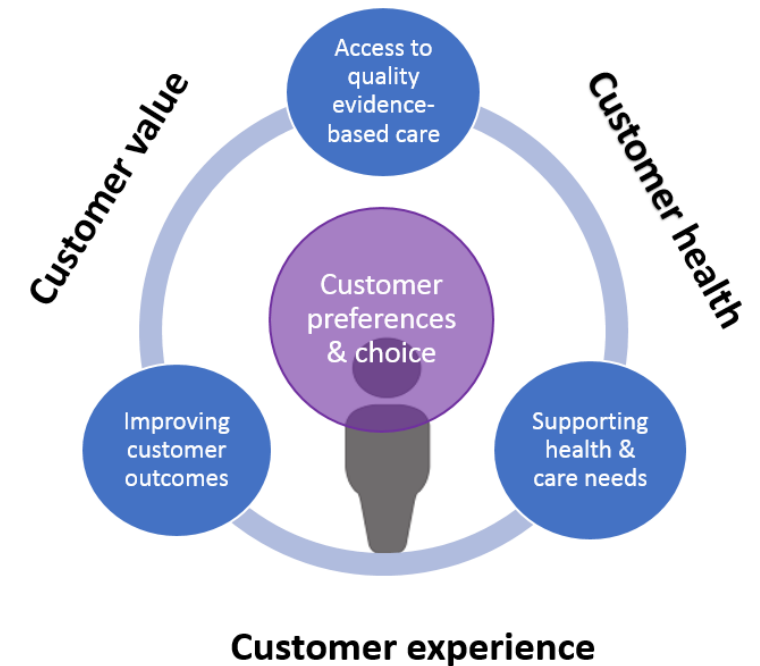 Access to
quality
evidence-
based care
Customer value
Customer health
Customer
preferences
& choice
Improving
customer
outcomes
Supporting
health &
care needs
Customer experience